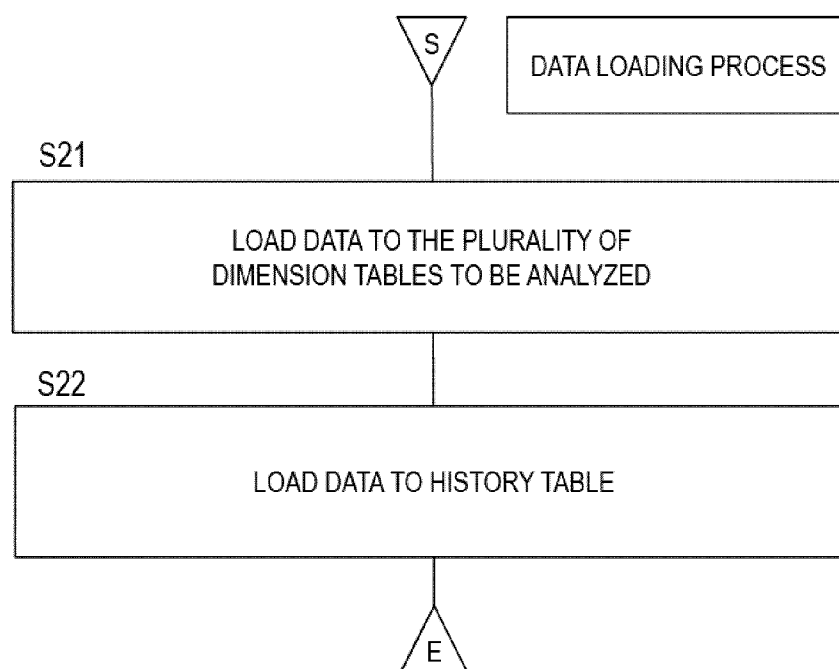 S
DATA LOADING PROCESS
S21
LOAD DATA TO THE PLURALITY OF
DIMENSION TABLES TO BE ANALYZED
S22
LOAD DATA TO HISTORY TABLE
E